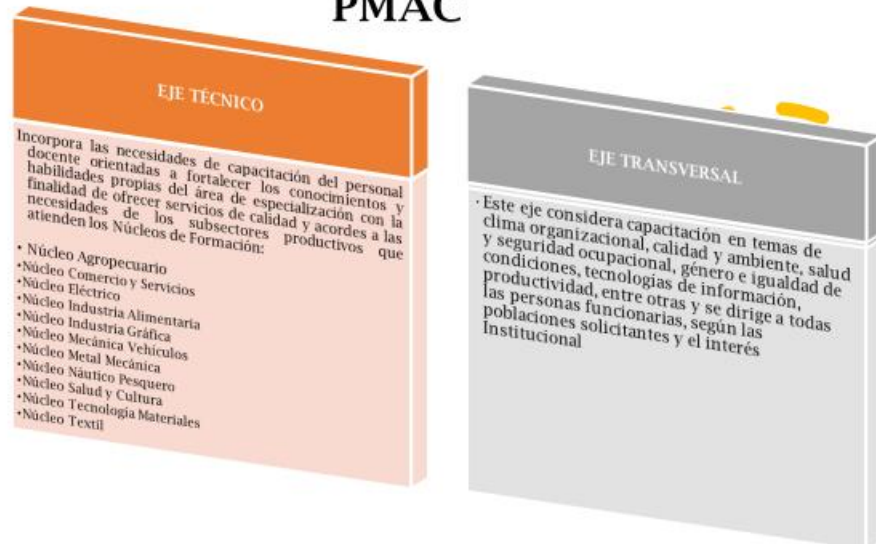 PMAC
EJE TÉCNICO
Incorpora las necesidades de capacitación del personal
docente orientadas a fortalecer los conocimientos y
habilidades propias del área de especialización con la
finalidad de ofrecer servicios de calidad y acordes a las
necesidades de los subsectores productivos que
atienden los Núcleos de Formación:
• Núcleo Agropecuario
•Núcleo Comercio y Servicios
•Núcleo Eléctrico
•Núcleo Industria Alimentaria
•Núcleo Industria Gráfica
•Núcleo Mecánica Vehículos
•Núcleo Metal Mecánica
•Núcleo Náutico Pesquero
•Núcleo Salud y Cultura
•Núcleo Tecnología Materiales
•Núcleo Textil
EJE TRANSVERSAL
· Este eje considera capacitación en temas de
clima organizacional, calidad y ambiente, salud
y seguridad ocupacional, género e igualdad de
condiciones, tecnologías de información,
productividad, entre otras y se dirige a todas
las personas funcionarias, según las
poblaciones solicitantes y el interés
Institucional